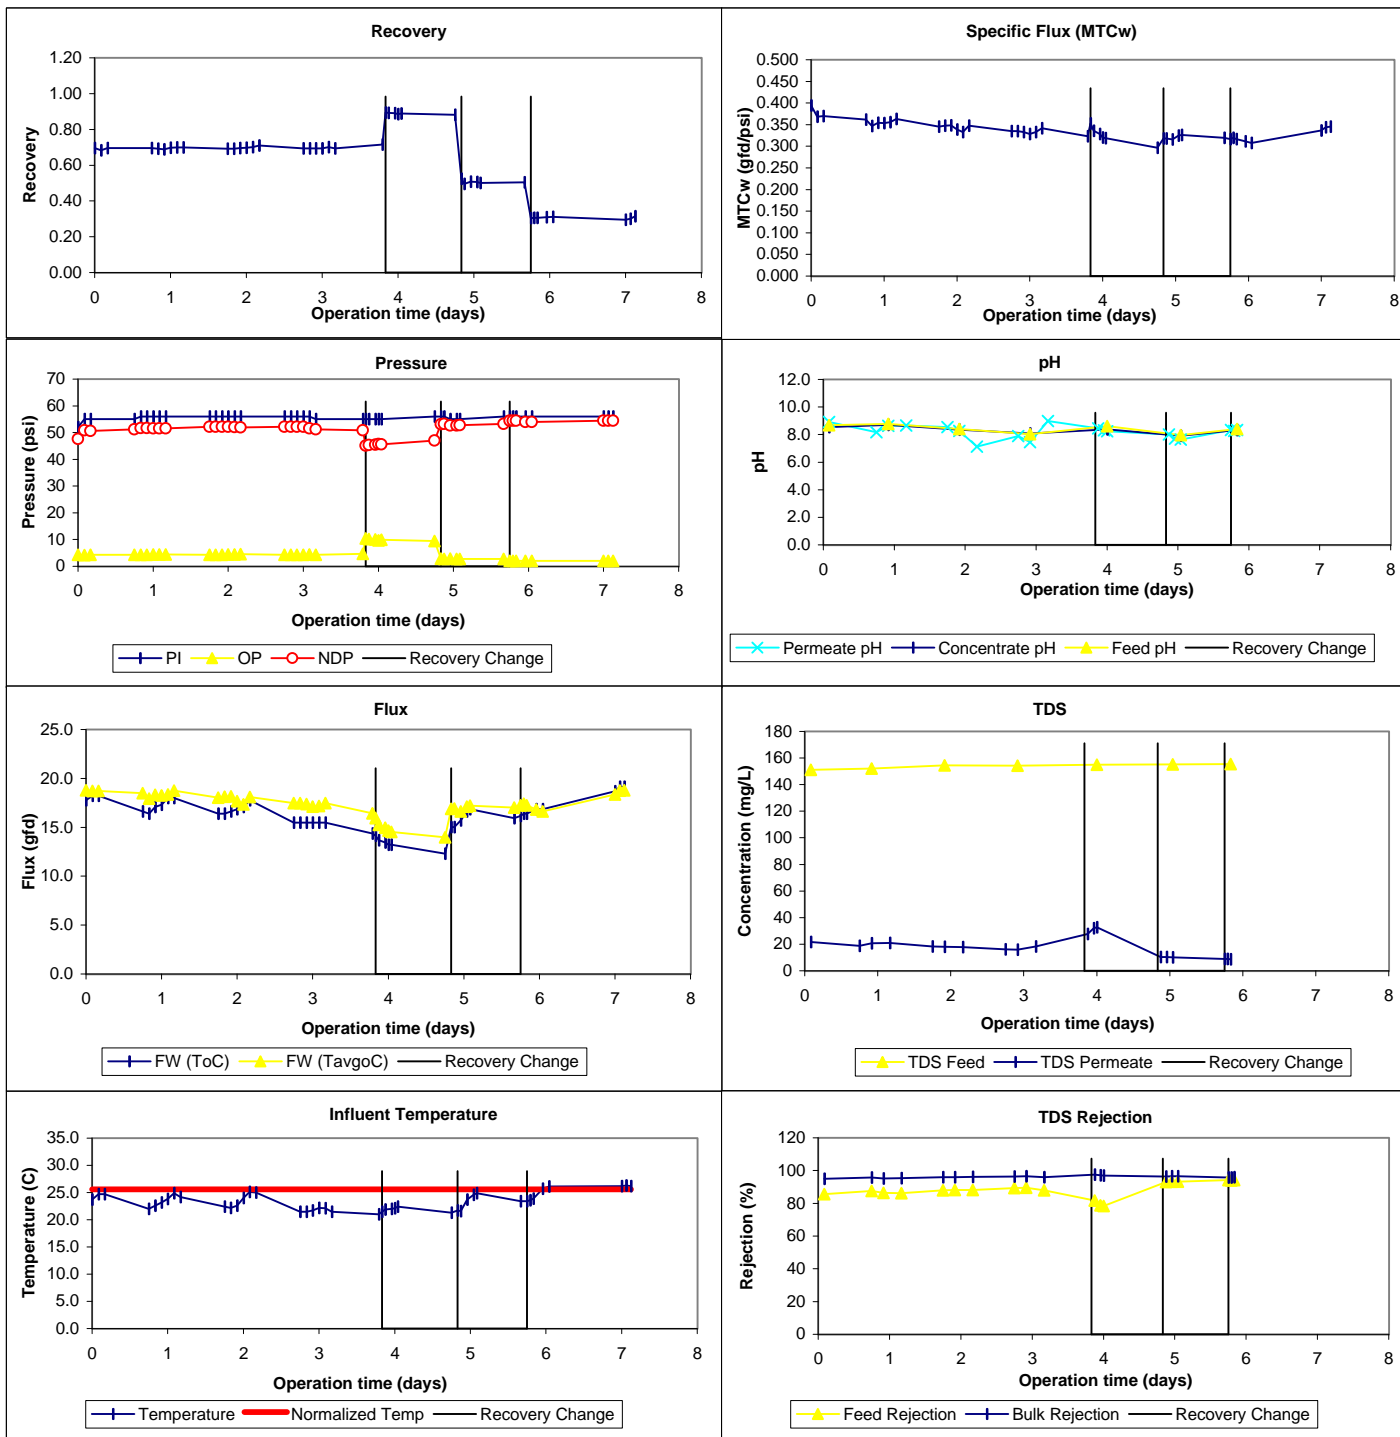 Recovery
1.20
1.00
0.80
0.60
0.40
0.20
0.00
Recovery
0 1 2 3 4 5 6 7 8
Operation time (days)
Specific Flux (MTCw)
0.500
0.450
0.400
0.350
0.300
0.250
0.200
0.150
0.100
0.050
0.000
MTCw (gfd/psi)
0 1 2 3 4 5 6 7 8
Operation time (days)
Pressure
70
60
50
40
30
20
10
0
Pressure (psi)
0 1 2 3 4 5 6 7 8
Operation time (days)
PI OP NDP Recovery Change
pH
12.0
10.0
8.0
6.0
4.0
2.0
0.0
pH
0 1 2 3 4 5 6 7 8
Operation time (days)
Permeate pH Concentrate pH Feed pH Recovery Change
Flux
25.0
20.0
15.0
10.0
5.0
0.0
Flux (gfd)
0 1 2 3 4 5 6 7 8
Operation time (days)
FW (ToC) FW (TavgoC) Recovery Change
TDS
180
160
140
120
100
80
60
40
20
0
Concentration (mg/L)
0 1 2 3 4 5 6 7 8
Operation time (days)
TDS Feed TDS Permeate Recovery Change
Influent Temperature
35.0
30.0
25.0
20.0
15.0
10.0
5.0
0.0
Temperature (C)
0 1 2 3 4 5 6 7 8
Operation time (days)
Temperature Normalized Temp Recovery Change
TDS Rejection
120
100
80
60
40
20
0
Rejection (%)
0 1 2 3 4 5 6 7 8
Operation time (days)
Feed Rejection Bulk Rejection Recovery Change